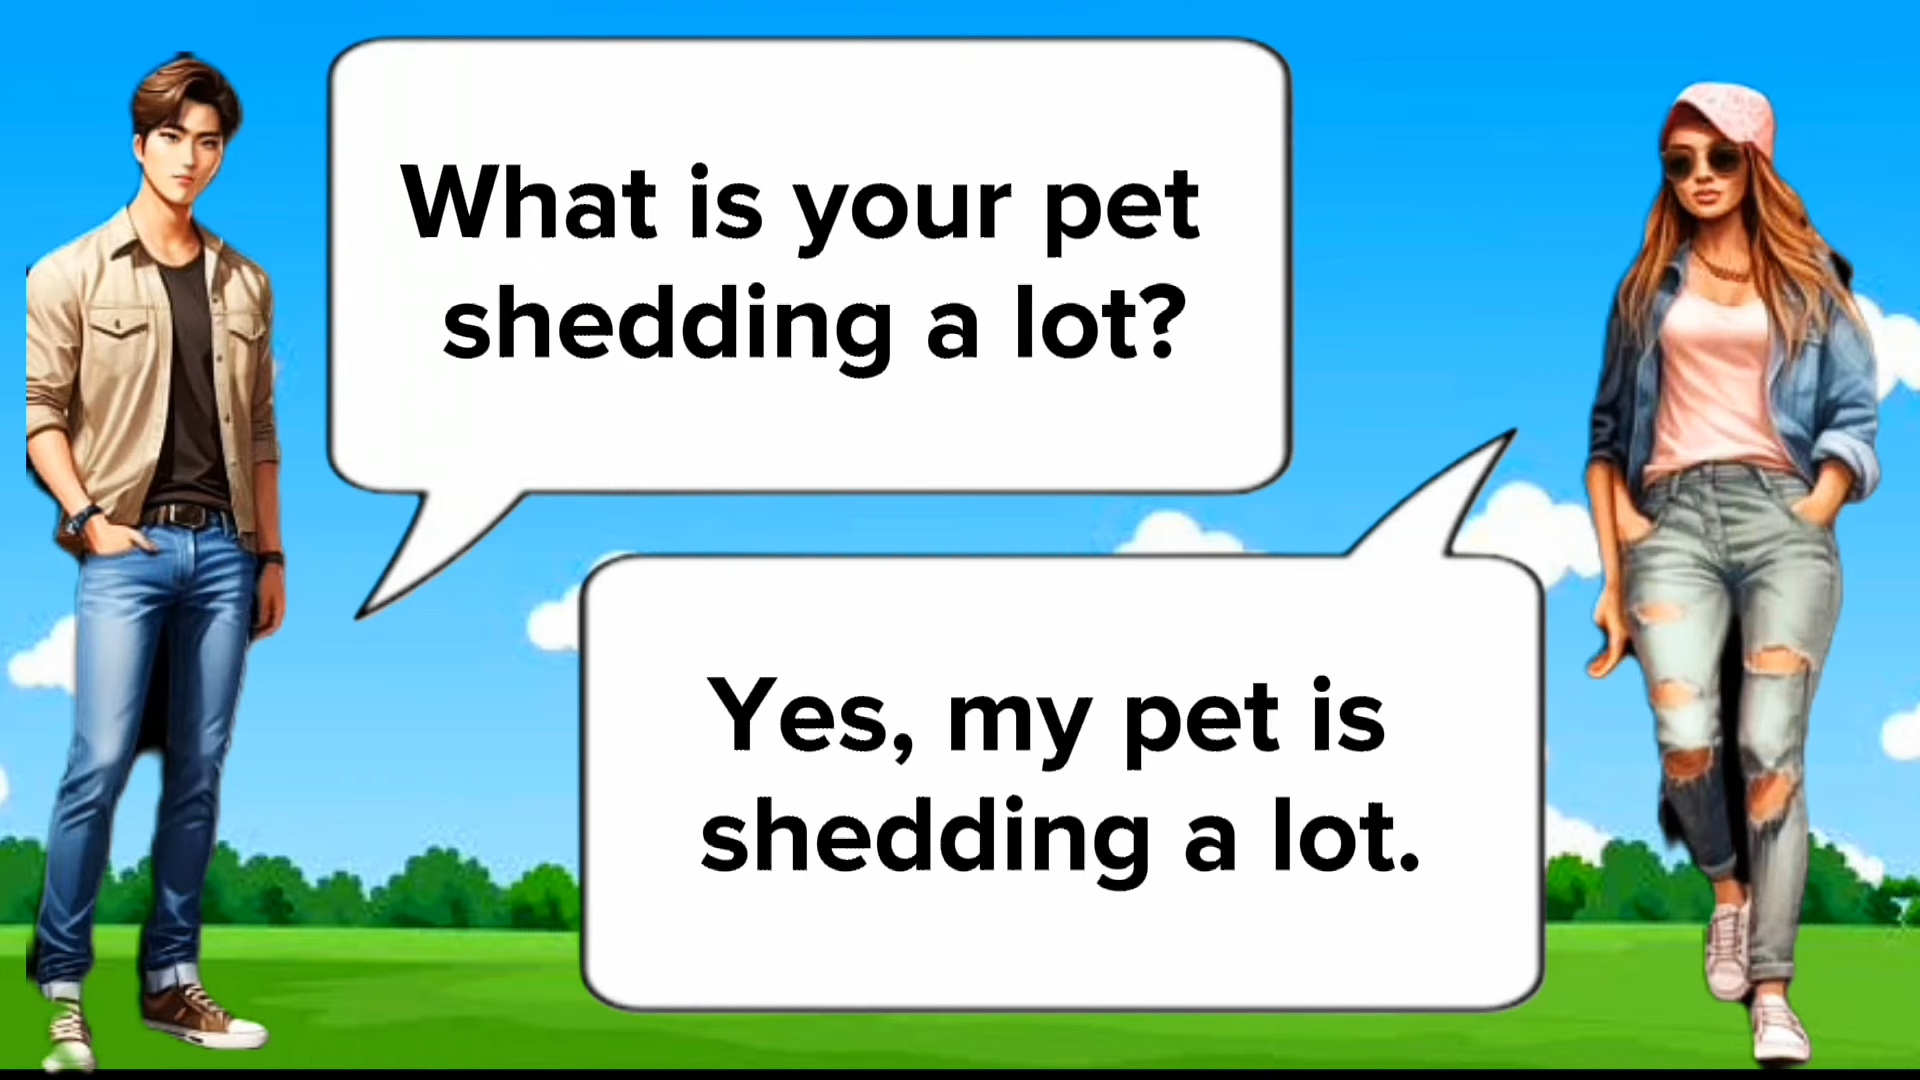 What is your pet
shedding a lot?
Yes, my pet is
shedding a lot.